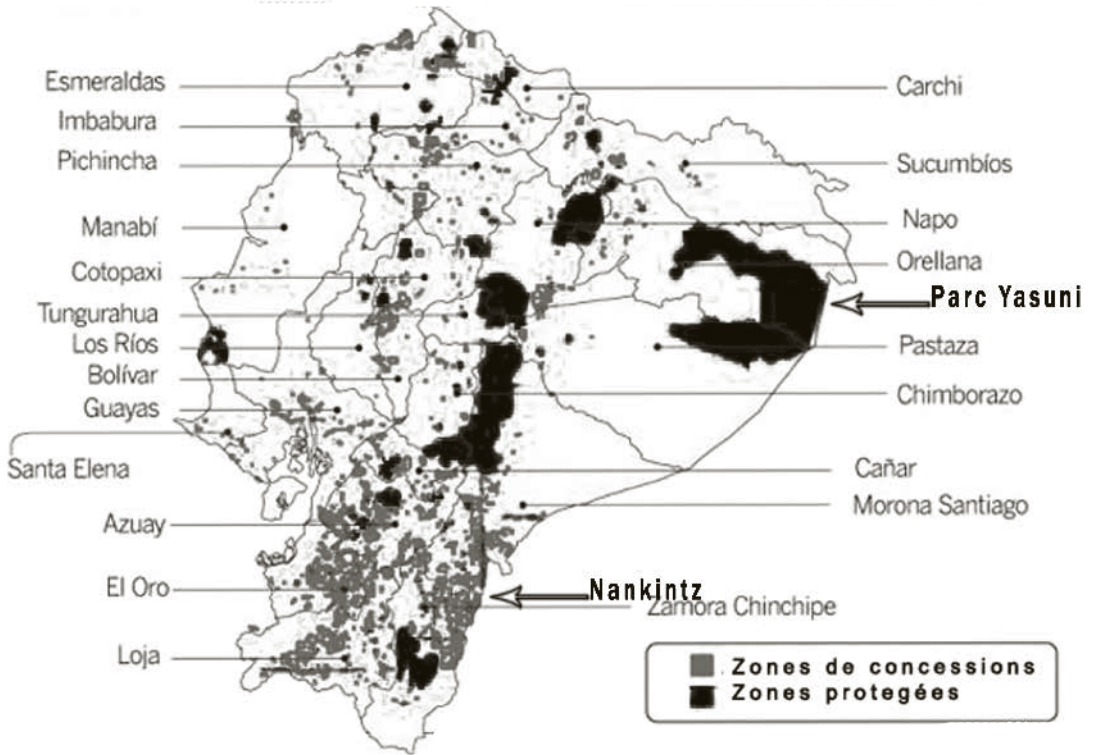 Esmeraldas
Imbabura
Pichincha
Manabí
Cotopaxi
Tungurahua
Los Ríos
Bolívar
Guayas
Santa Elena
Azuay
El Oro
Loja
Carchi
Sucumbíos
Napo
Orellana
Parc Yasuni
Pastaza
Chimborazo
Cañar
Morona Santiago
Nankintz
Zamora Chinchipe
Zones de concessions
Zones protegées